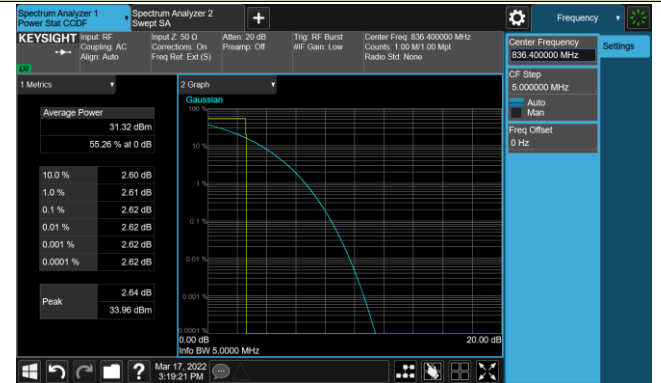 Spectrum Analyzer 1
Power Stat CCDF
Spectrum Analyzer 2
Swept SA
Frequency
KEYSIGHT
Input: RF
Coupling: AC
Align: Auto
Input Z: 50 Ω
Corrections: On
Freq Ref: Ext (S)
Atten: 20 dB
Preamp: Off
Trig: RF Burst
#IF Gain: Low
Center Freq: 836.400000 MHz
Counts: 1.00 M/1.00 Mpt
Radio Std: None
Center Frequency
836.400000 MHz
Settings
CF Step
5.000000 MHz
Auto
Man
Freq Offset
0 Hz
1 Metrics
Average Power
31.32 dBm
55.26 % at 0 dB
10.0 % 2.60 dB
1.0 % 2.61 dB
0.1 % 2.62 dB
0.01 % 2.62 dB
0.001 % 2.62 dB
0.0001 % 2.62 dB
Peak
2.64 dB
33.96 dBm
2 Graph
Gaussian
100 %
10 %
1 %
0.1 %
0.01 %
0.001 %
0.0001 %
0.00 dB
20.00 dB
Info BW 5.0000 MHz
Mar 17, 2022
3:19:21 PM